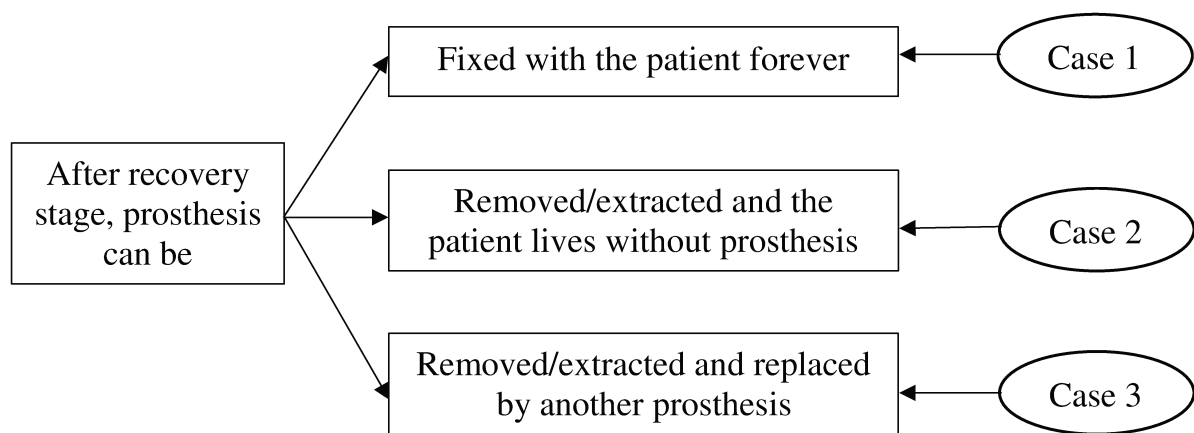 After recovery
stage, prosthesis
can be
Fixed with the patient forever
Case 1
Removed/extracted and the
patient lives without prosthesis
Case 2
Removed/extracted and replaced
by another prosthesis
Case 3